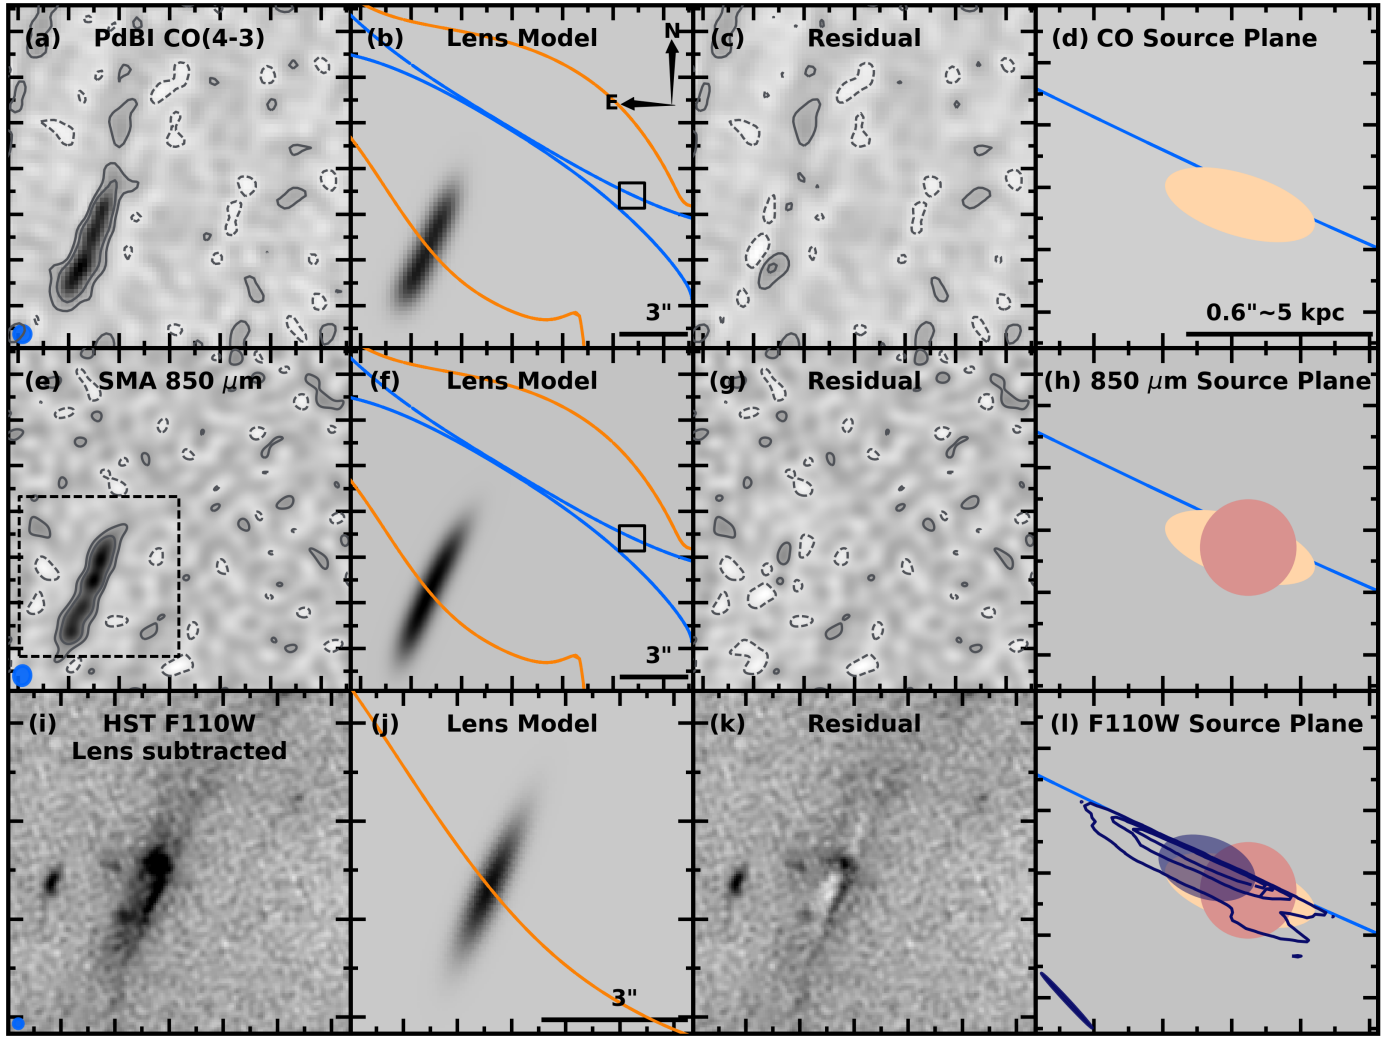 (a) PdBI CO(4-3)
(b) Lens Model
N
E
3"
(c) Residual
(d) CO Source Plane
0.6"~5 kpc
(e) SMA 850 μm
(f) Lens Model
3"
(g) Residual
(h) 850 μm Source Plane
(i) HST F110W
Lens subtracted
(j) Lens Model
3"
(k) Residual
(l) F110W Source Plane